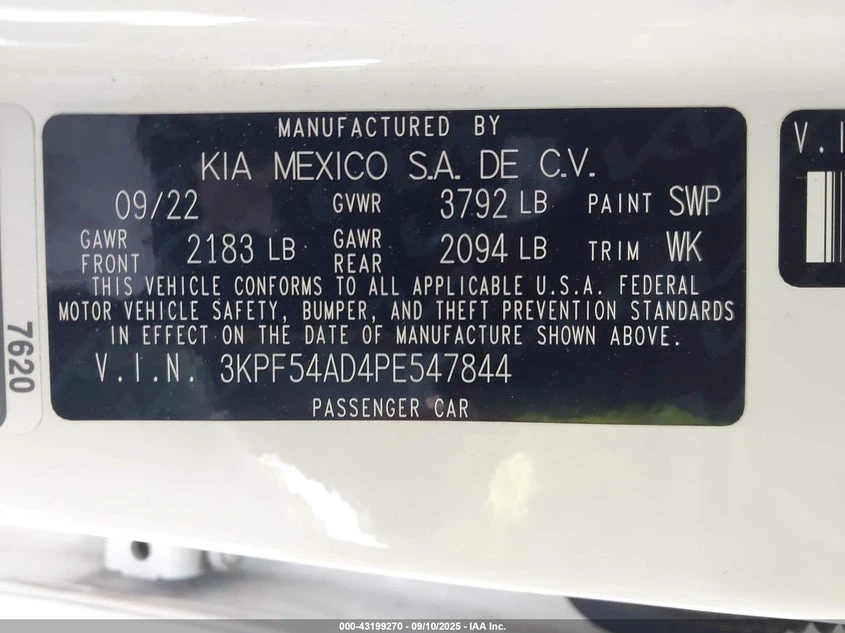 MANUFACTURED BY
KIA MEXICO S.A. DE C.V.
09/22 GVWR 3792 LB PAINT SWP
GAWR FRONT 2183 LB GAWR REAR 2094 LB TRIM WK
THIS VEHICLE CONFORMS TO ALL APPLICABLE U.S.A. FEDERAL
MOTOR VEHICLE SAFETY, BUMPER, AND THEFT PREVENTION STANDARDS
IN EFFECT ON THE DATE OF MANUFACTURE SHOWN ABOVE.
V.I.N. 3KPF54AD4PE547844
PASSENGER CAR
7620
V.I
000-43199270 - 09/10/2025 - IAA Inc.